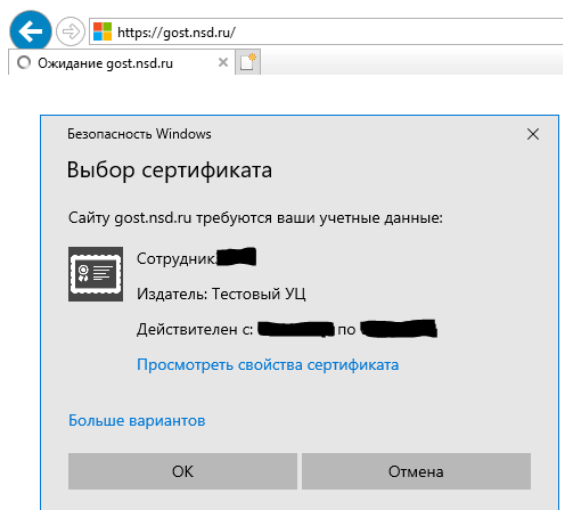 https://gost.nsd.ru/
Ожидание gost.nsd.ru
Безопасность Windows
Выбор сертификата
Сайту gost.nsd.ru требуются ваши учетные данные:
Сотрудник
Издатель: Тестовый УЦ
Действителен с: по
Просмотреть свойства сертификата
Больше вариантов
ОК
Отмена